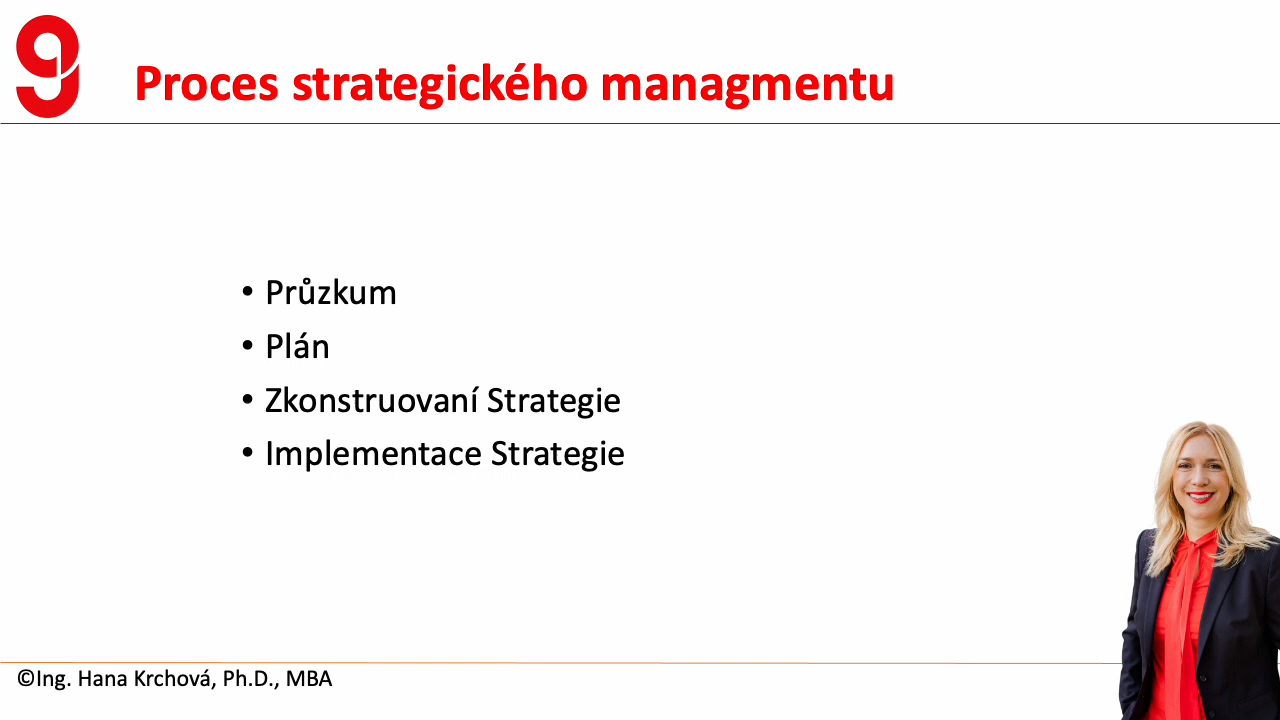 Proces strategického managmentu
• Průzkum
• Plán
• Zkonstruovaní Strategie
• Implementace Strategie
©Ing. Hana Krchová, Ph.D., MBA